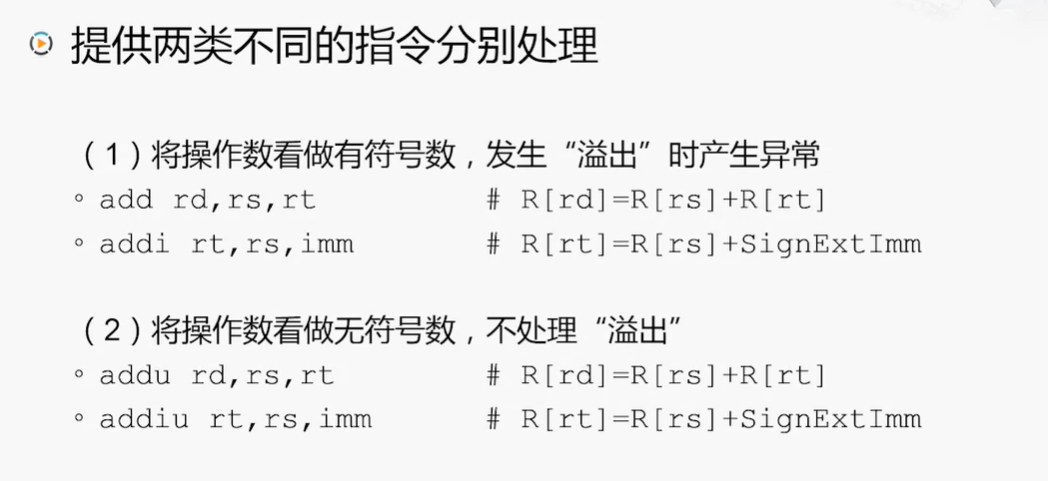 提供两类不同的指令分别处理
（1）将操作数看做有符号数，发生“溢出”时产生异常
◦ add rd,rs,rt # R[rd]=R[rs]+R[rt]
◦ addi rt,rs,imm # R[rt]=R[rs]+SignExtImm
（2）将操作数看做无符号数，不处理“溢出”
◦ addu rd,rs,rt # R[rd]=R[rs]+R[rt]
◦ addiu rt,rs,imm # R[rt]=R[rs]+SignExtImm